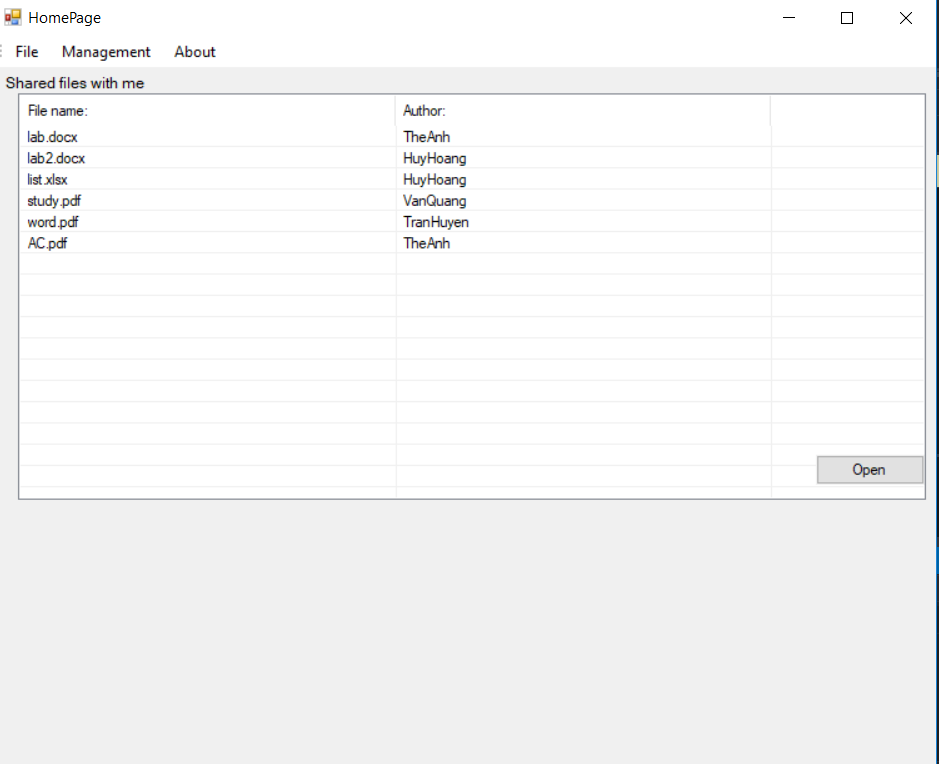 HomePage
File Management About
Shared files with me
File name: Author:
lab.docx TheAnh
lab2.docx HuyHoang
list.xlsx HuyHoang
study.pdf VanQuang
word.pdf TranHuyen
AC.pdf TheAnh
Open